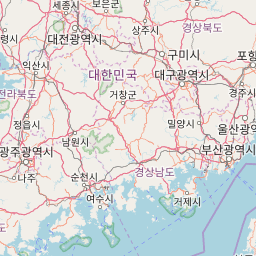 세종시
보은군
상주시
경상북도
령시
대전광역시
구미시
포항
익산시
대한민국
대구광역시
전라북도
거창군
경주시
정읍시
밀양시
울산광역
남원시
광주광역시
부산광역시
경상남도
나주
순천시
여수시
거제시